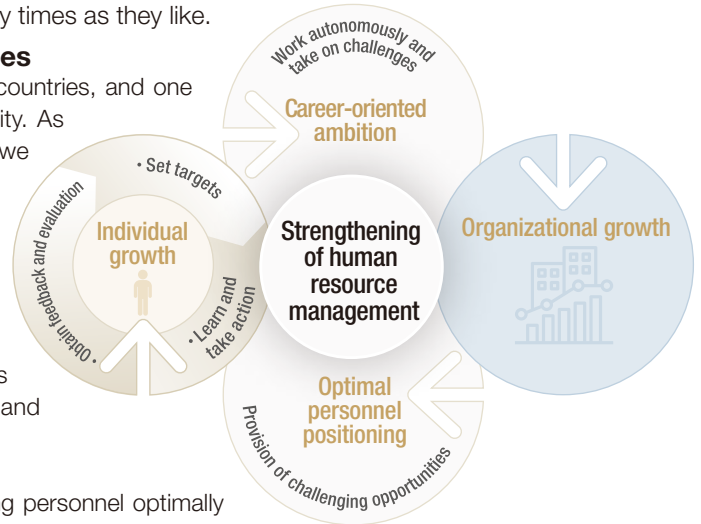 y times as they like.
es
countries, and one
ity. As
we
s
and
ng personnel optimally
Work autonomously and
take on challenges
Career-oriented
ambition
• Set targets
• Learn and
take action
• Obtain feedback and evaluation
Individual
growth
Strengthening
of human
resource
management
Organizational growth
Optimal
personnel
positioning
Provision of challenging opportunities